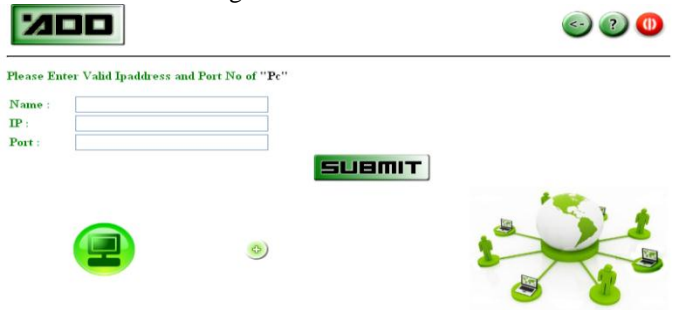 'ADD
<-
?
Please Enter Valid Ipaddress and Port No of "Pc"
Name :
IP :
Port :
SUBMIT